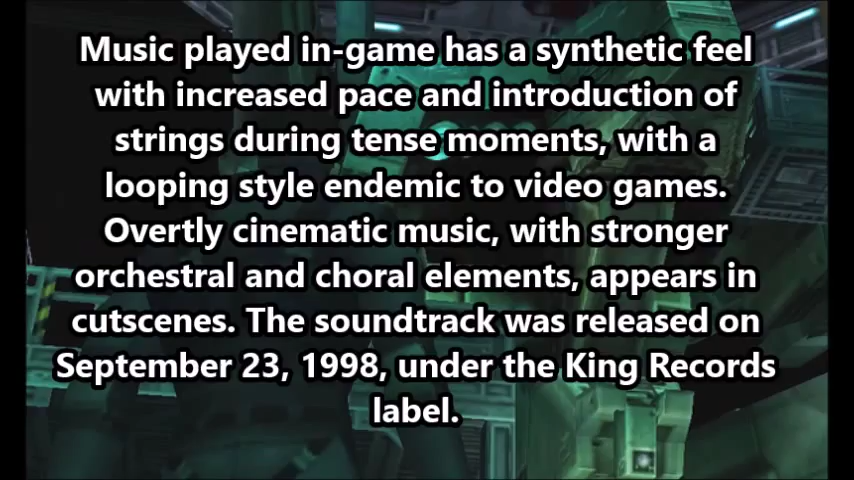 Music played in-game has a synthetic feel
with increased pace and introduction of
strings during tense moments, with a
looping style endemic to video games.
Overtly cinematic music, with stronger
orchestral and choral elements, appears in
cutscenes. The soundtrack was released on
September 23, 1998, under the King Records
label.